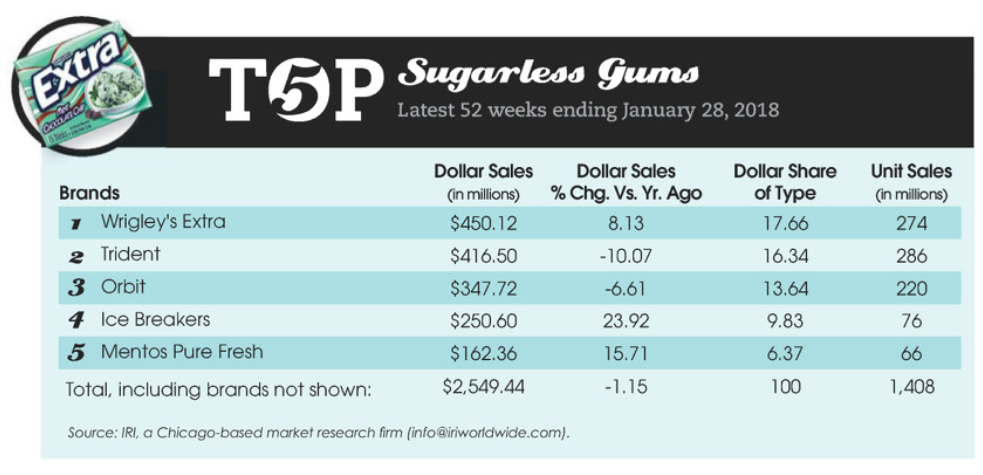 Extra
Mint
CHOCOLATE CHIP
TOP 5
Sugarless Gums
Latest 52 weeks ending January 28, 2018
Brands Dollar Sales (in millions) Dollar Sales % Chg. Vs. Yr. Ago Dollar Share of Type Unit Sales (in millions)
1 Wrigley's Extra $450.12 8.13 17.66 274
2 Trident $416.50 -10.07 16.34 286
3 Orbit $347.72 -6.61 13.64 220
4 Ice Breakers $250.60 23.92 9.83 76
5 Mentos Pure Fresh $162.36 15.71 6.37 66
Total, including brands not shown: $2,549.44 -1.15 100 1,408
Source: IRI, a Chicago-based market research firm (info@iriworldwide.com).